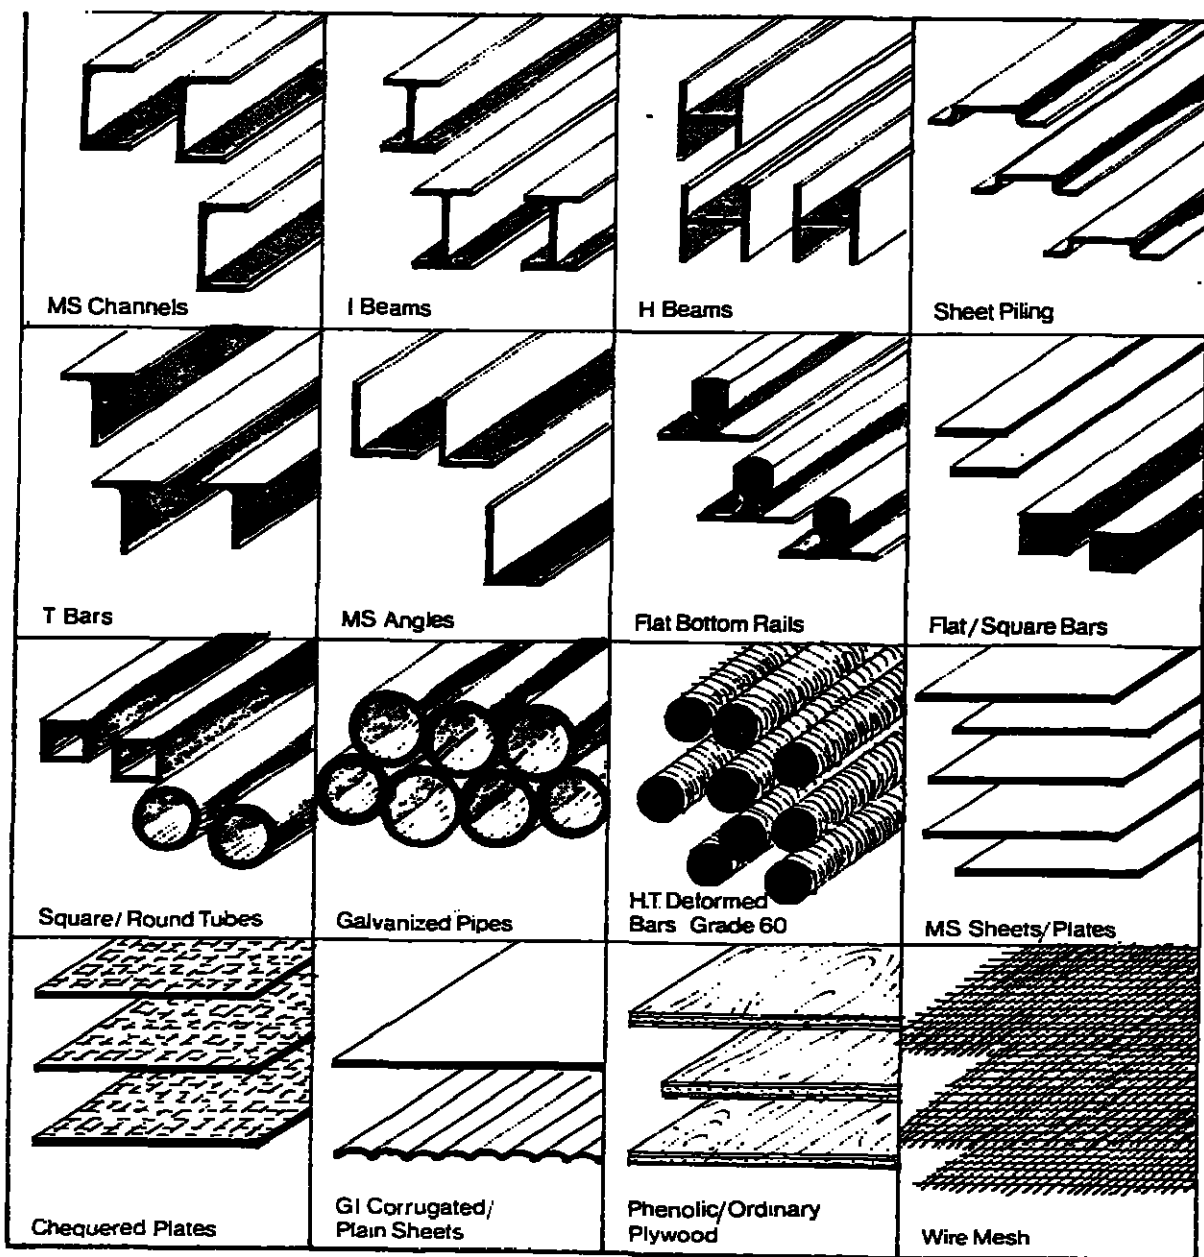 MS Channels
I Beams
H Beams
Sheet Piling
T Bars
MS Angles
Flat Bottom Rails
Flat/Square Bars
Square/Round Tubes
Galvanized Pipes
H.T. Deformed
Bars Grade 60
MS Sheets/Plates
Chequered Plates
GI Corrugated/
Plain Sheets
Phenolic/Ordinary
Plywood
Wire Mesh